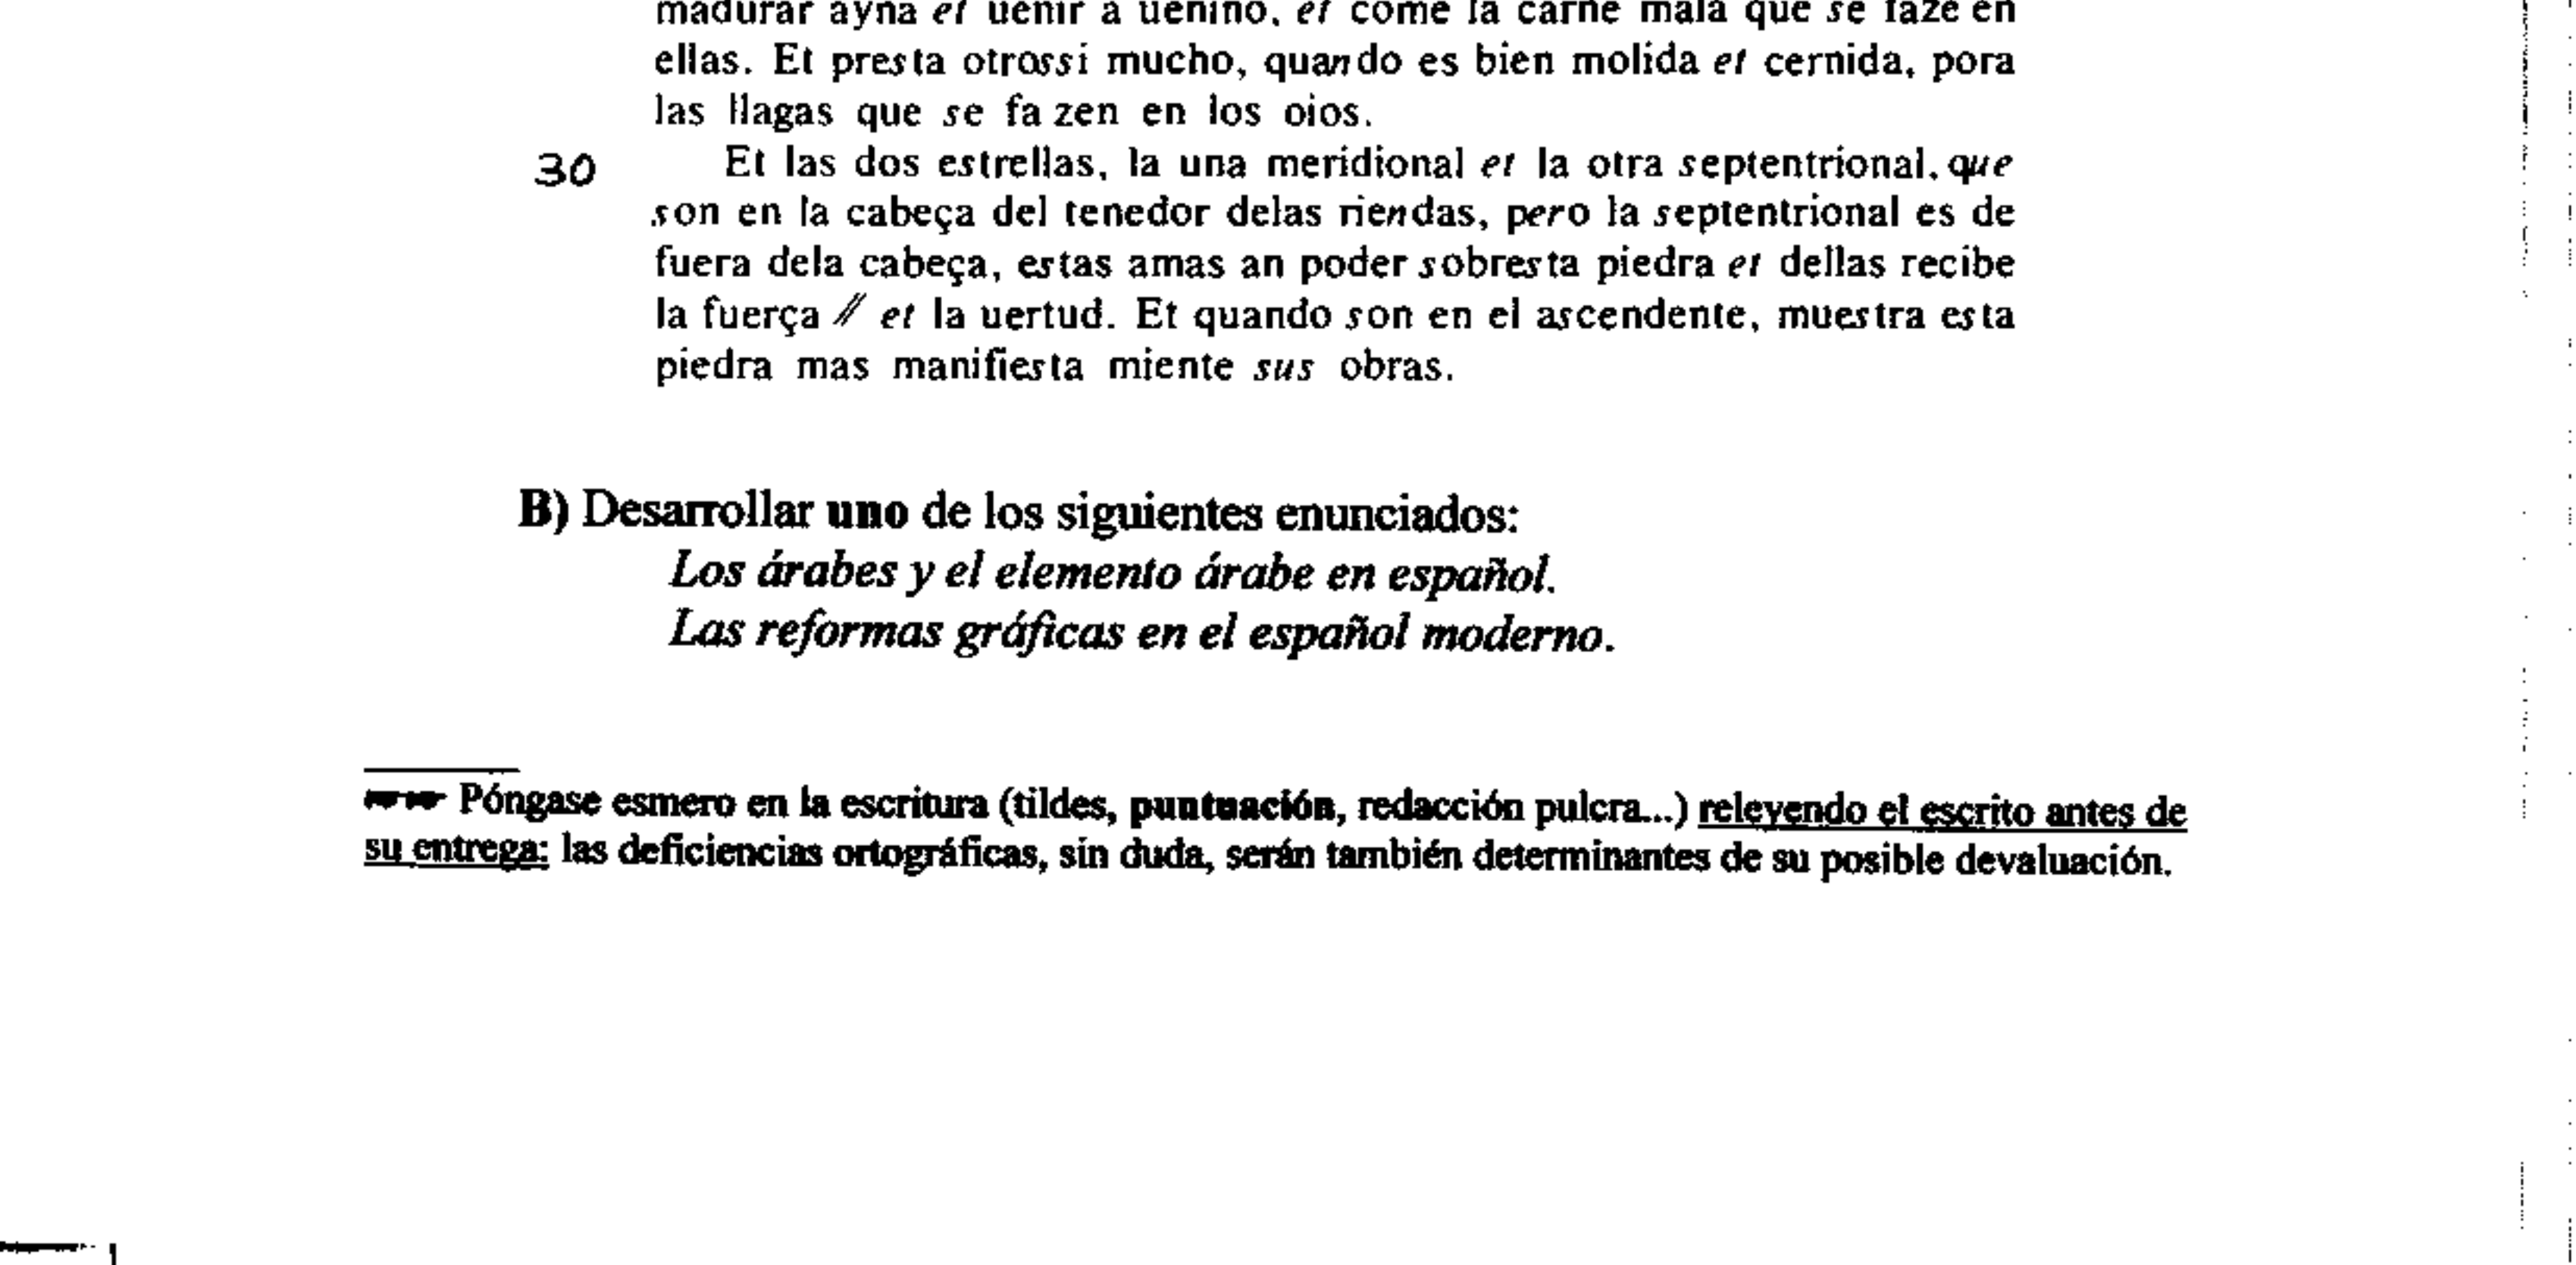 madurar ayna et uenir a uenino, et come la carne mala que se faze en
ellas. Et presta otrossi mucho, quando es bien molida et cernida, pora
las llagas que se fa zen en los oios.
30 Et las dos estrellas, la una meridional et la otra septentrional, que
son en la cabeça del tenedor delas riendas, pero la septentrional es de
fuera dela cabeça, estas amas an poder sobresta piedra et dellas recibe
la fuerça // et la uertud. Et quando son en el ascendente, muestra esta
piedra mas manifiesta miente sus obras.
B) Desarrollar uno de los siguientes enunciados:
Los árabes y el elemento árabe en español.
Las reformas gráficas en el español moderno.
Póngase esmero en la escritura (tildes, puntuación, redacción pulcra...) releyendo el escrito antes de
su entrega: las deficiencias ortográficas, sin duda, serán también determinantes de su posible devaluación.